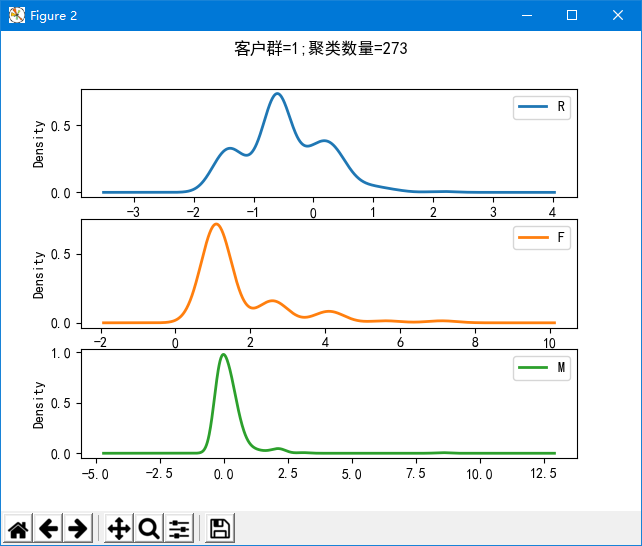 Figure 2
客户群=1;聚类数量=273
Density
0.5
0.0
R
-3 -2 -1 0 1 2 3 4
Density
0.5
0.0
F
-2 0 2 4 6 8 10
Density
1.0
0.5
0.0
M
-5.0 -2.5 0.0 2.5 5.0 7.5 10.0 12.5